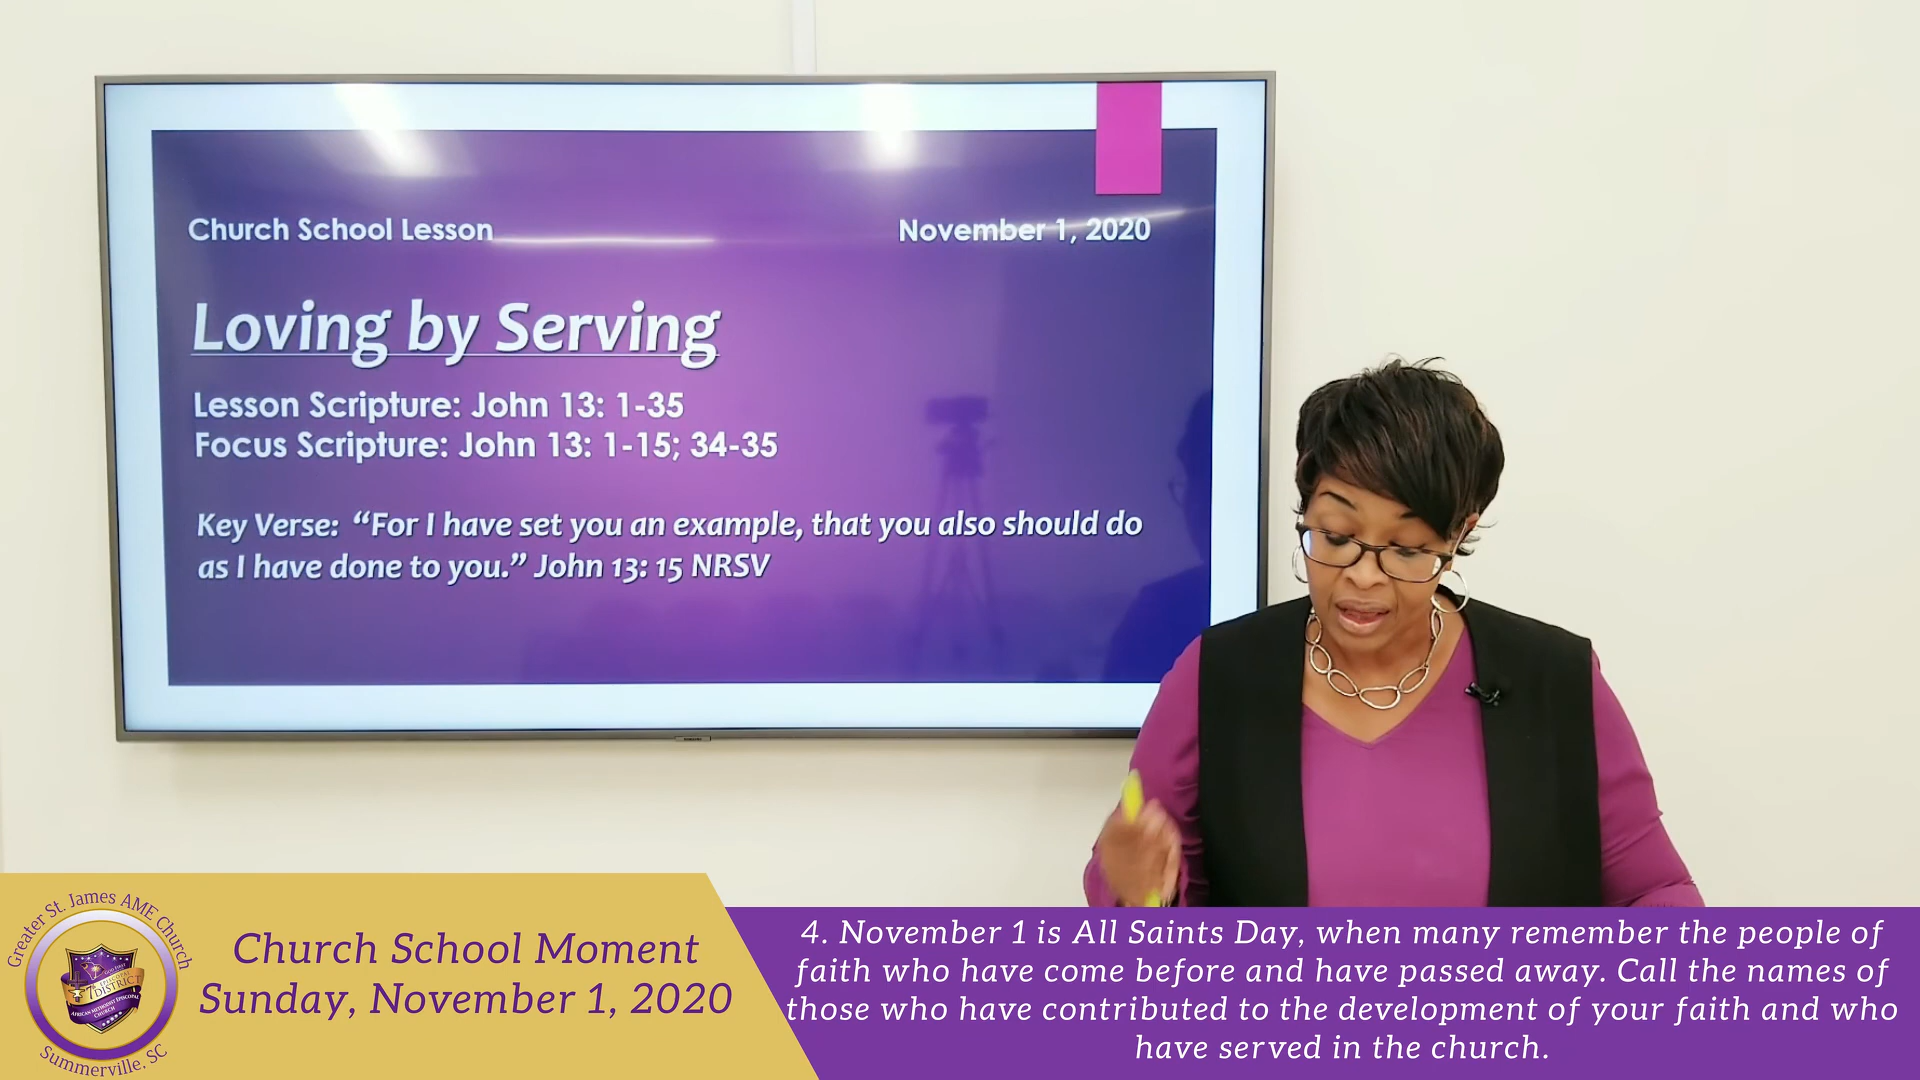 Church School Lesson
November 1, 2020
Loving by Serving
Lesson Scripture: John 13: 1-35
Focus Scripture: John 13: 1-15; 34-35
Key Verse: “For I have set you an example, that you also should do
as I have done to you.” John 13: 15 NRSV
Greater St. James AME Church
7th
DISTRICT
Summerville, SC
Church School Moment
Sunday, November 1, 2020
4. November 1 is All Saints Day, when many remember the people of
faith who have come before and have passed away. Call the names of
those who have contributed to the development of your faith and who
have served in the church.